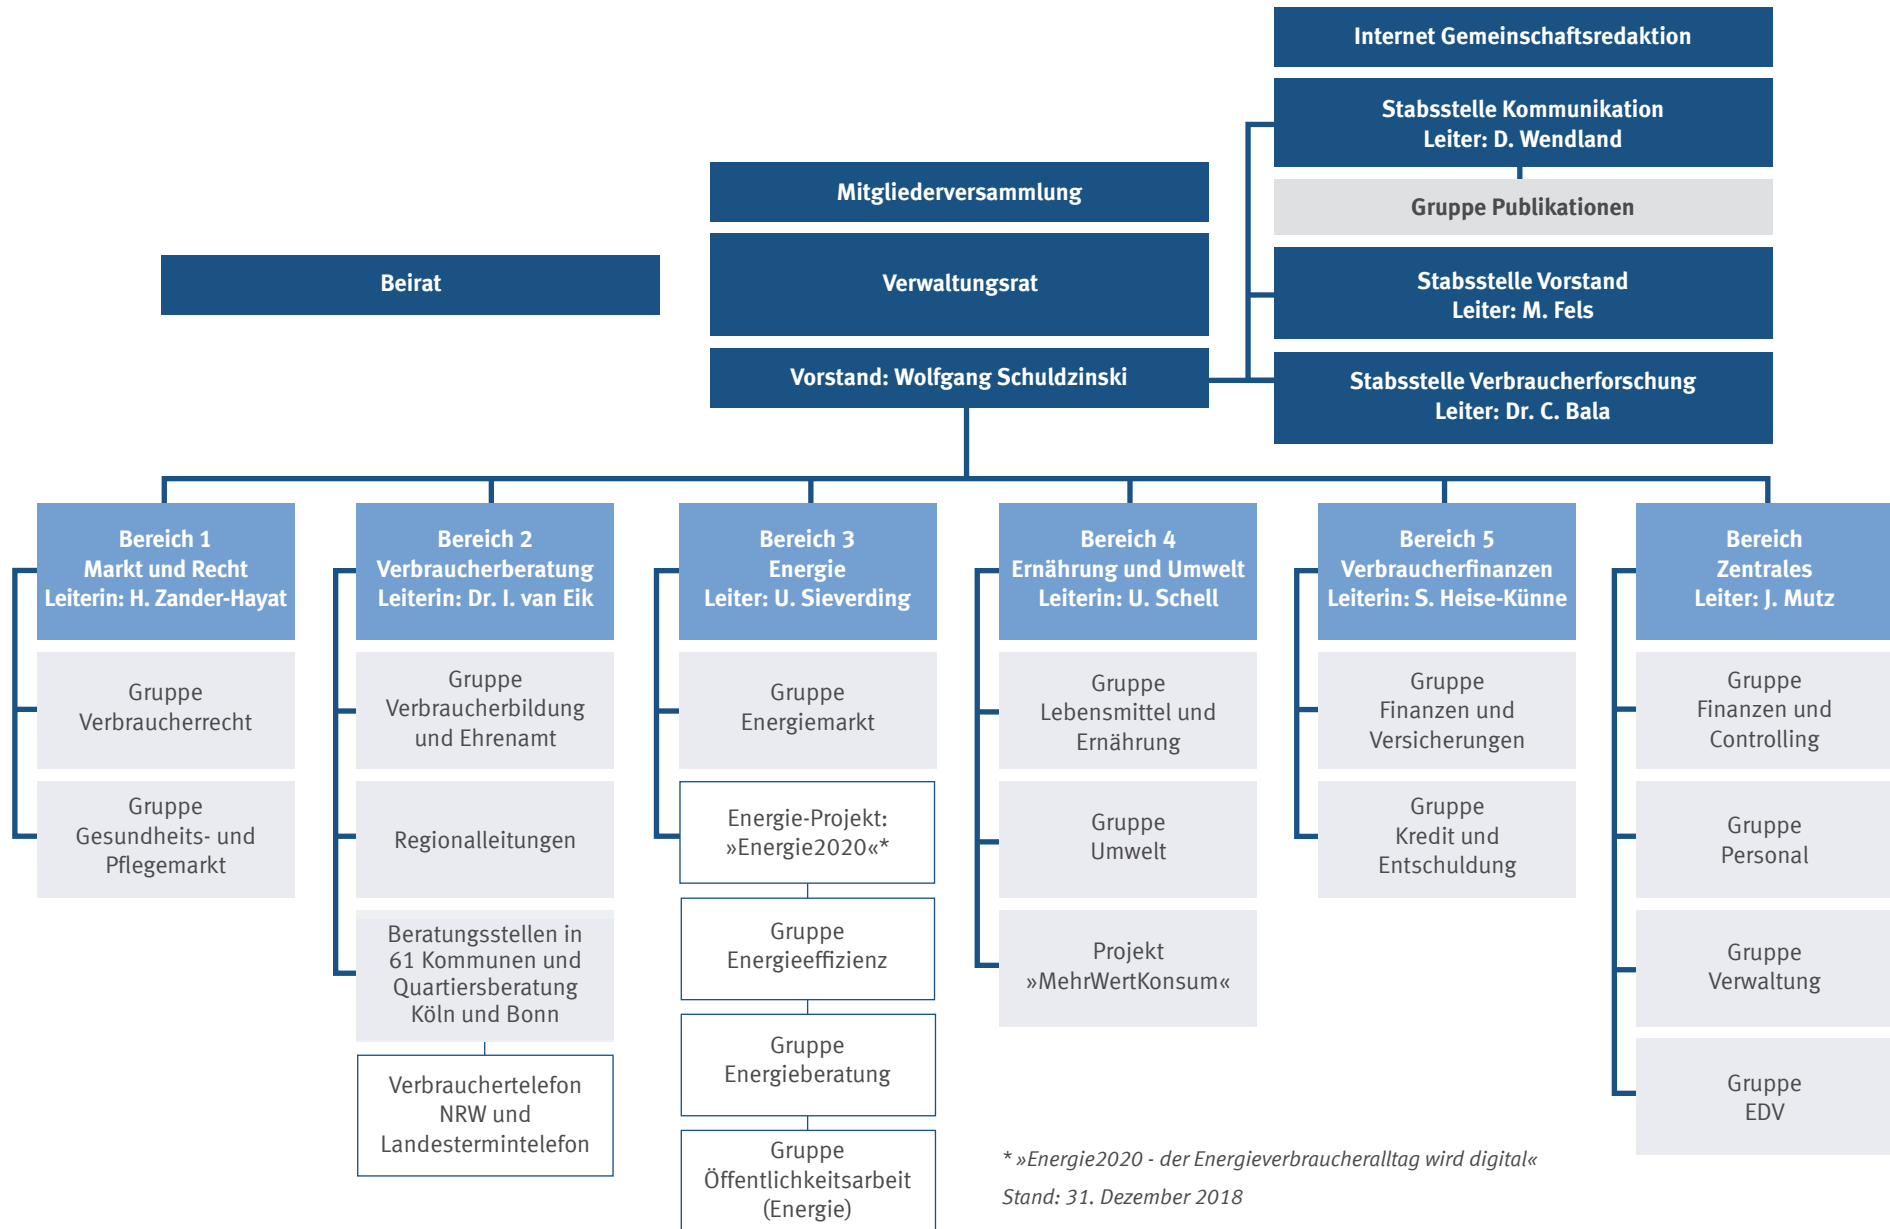 Internet Gemeinschaftsredaktion
Stabsstelle Kommunikation
Leiter: D. Wendland
Gruppe Publikationen
Mitgliederversammlung
Beirat
Verwaltungsrat
Stabsstelle Vorstand
Leiter: M. Fels
Vorstand: Wolfgang Schuldzinski
Stabsstelle Verbraucherforschung
Leiter: Dr. C. Bala
Bereich 1
Markt und Recht
Leiterin: H. Zander-Hayat
Gruppe
Verbraucherrecht
Gruppe
Gesundheits- und
Pflegemarkt
Bereich 2
Verbraucherberatung
Leiterin: Dr. I. van Eik
Gruppe
Verbraucherbildung
und Ehrenamt
Regionalleitungen
Beratungsstellen in
61 Kommunen und
Quartiersberatung
Köln und Bonn
Verbrauchertelefon
NRW und
Landestermintelefon
Bereich 3
Energie
Leiter: U. Sieverding
Gruppe
Energiemarkt
Energie-Projekt:
»Energie2020«*
Gruppe
Energieeffizienz
Gruppe
Energieberatung
Gruppe
Öffentlichkeitsarbeit
(Energie)
Bereich 4
Ernährung und Umwelt
Leiterin: U. Schell
Gruppe
Lebensmittel und
Ernährung
Gruppe
Umwelt
Projekt
»MehrWertKonsum«
Bereich 5
Verbraucherfinanzen
Leiterin: S. Heise-Künne
Gruppe
Finanzen und
Versicherungen
Gruppe
Kredit und
Entschuldung
Bereich
Zentrales
Leiter: J. Mutz
Gruppe
Finanzen und
Controlling
Gruppe
Personal
Gruppe
Verwaltung
Gruppe
EDV
* »Energie2020 - der Energieverbraucheralltag wird digital«
Stand: 31. Dezember 2018